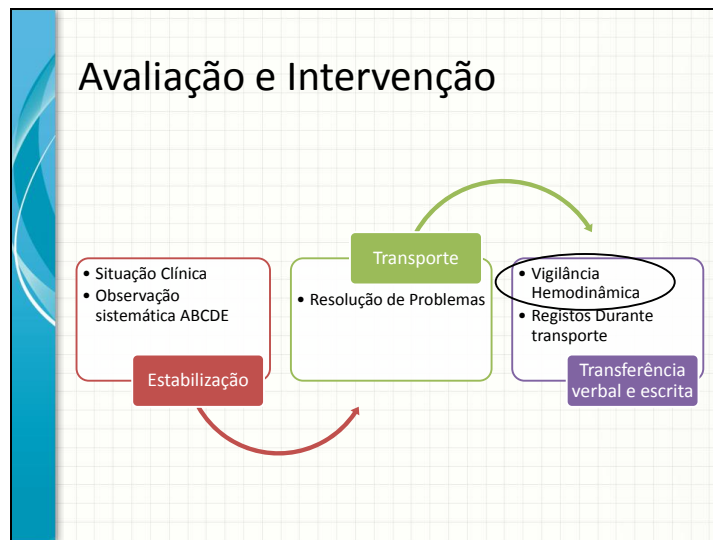 Avaliação e Intervenção
• Situação Clínica
• Observação
sistemática ABCDE
Estabilização
Transporte
• Resolução de Problemas
• Vigilância
Hemodinâmica
• Registos Durante
transporte
Transferência
verbal e escrita